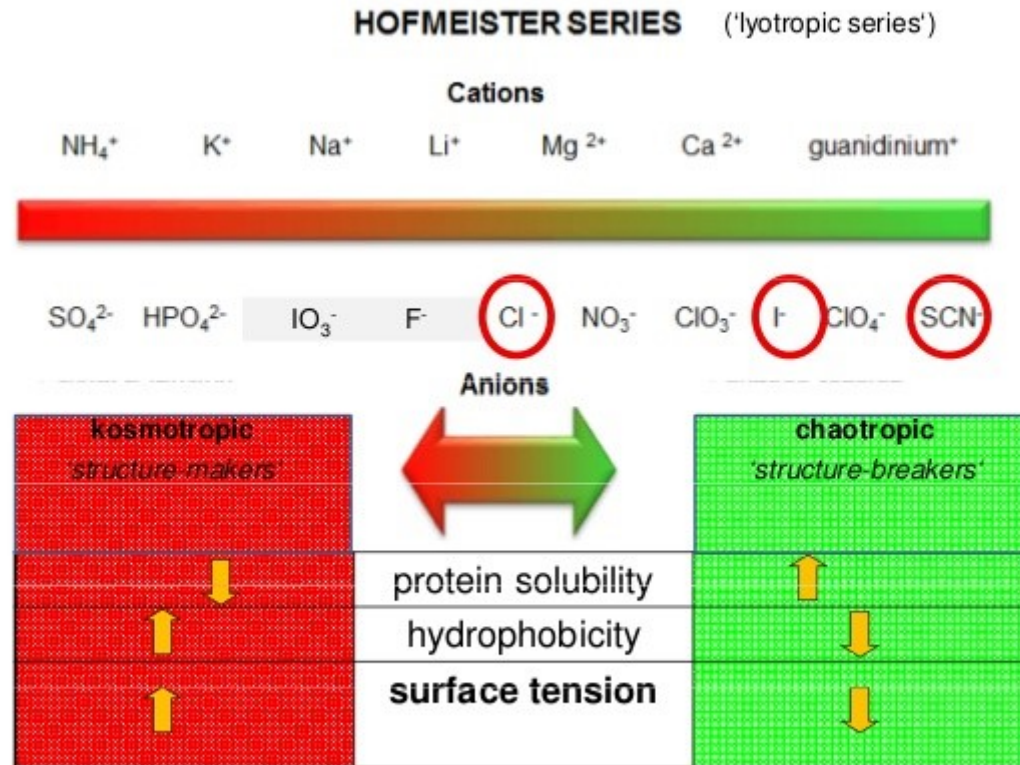 HOFMEISTER SERIES ('lyotropic series')
Cations
NH₄⁺ K⁺ Na⁺ Li⁺ Mg ²⁺ Ca ²⁺ guanidinium⁺
SO₄²⁻ HPO₄²⁻ IO₃⁻ F⁻ Cl ⁻ NO₃⁻ ClO₃⁻ I⁻ ClO₄⁻ SCN⁻
Anions
kosmotropic chaotropic
'structure-makers' 'structure-breakers'
protein solubility
hydrophobicity
surface tension